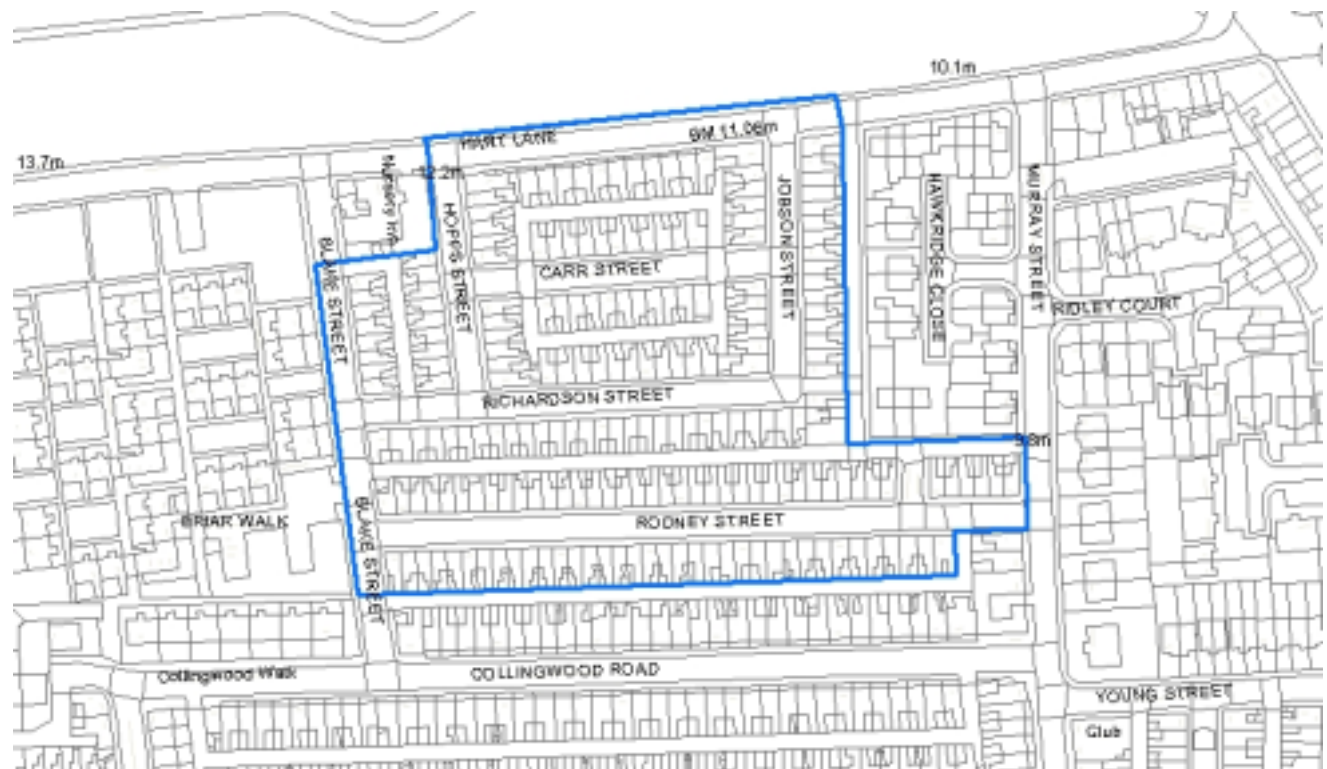 10.1m
HART LANE
BM 11.06m
13.7m
12.2m
Nursery
HOPPS STREET
JOBSON STREET
HAWKRIDGE CLOSE
MURRAY STREET
BLAKE STREET
CARR STREET
RIDLEY COURT
RICHARDSON STREET
9.8m
BRIAR WALK
BLAKE STREET
RODNEY STREET
Collingwood Walk
COLLINGWOOD ROAD
YOUNG STREET
Club